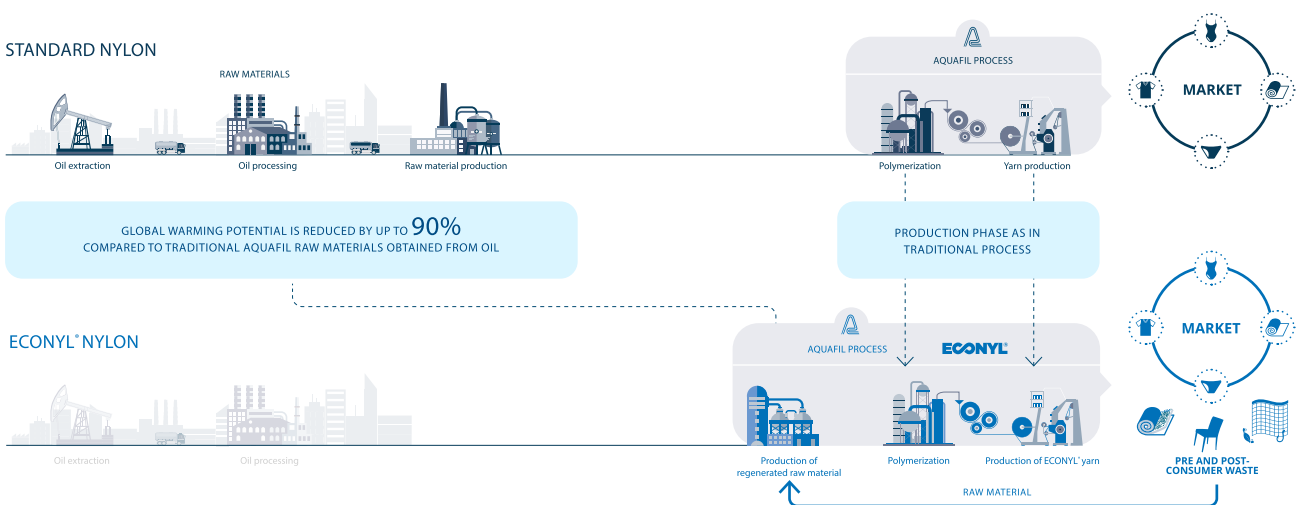 STANDARD NYLON
RAW MATERIALS
AQUAFIL PROCESS
MARKET
Oil extraction
Oil processing
Raw material production
Polymerization
Yarn production
GLOBAL WARMING POTENTIAL IS REDUCED BY UP TO 90%
COMPARED TO TRADITIONAL AQUAFIL RAW MATERIALS OBTAINED FROM OIL
PRODUCTION PHASE AS IN
TRADITIONAL PROCESS
ECONYL® NYLON
AQUAFIL PROCESS
ECONYL®
MARKET
Oil extraction
Oil processing
Production of
regenerated raw material
Polymerization
Production of ECONYL® yarn
PRE AND POST-
CONSUMER WASTE
RAW MATERIAL